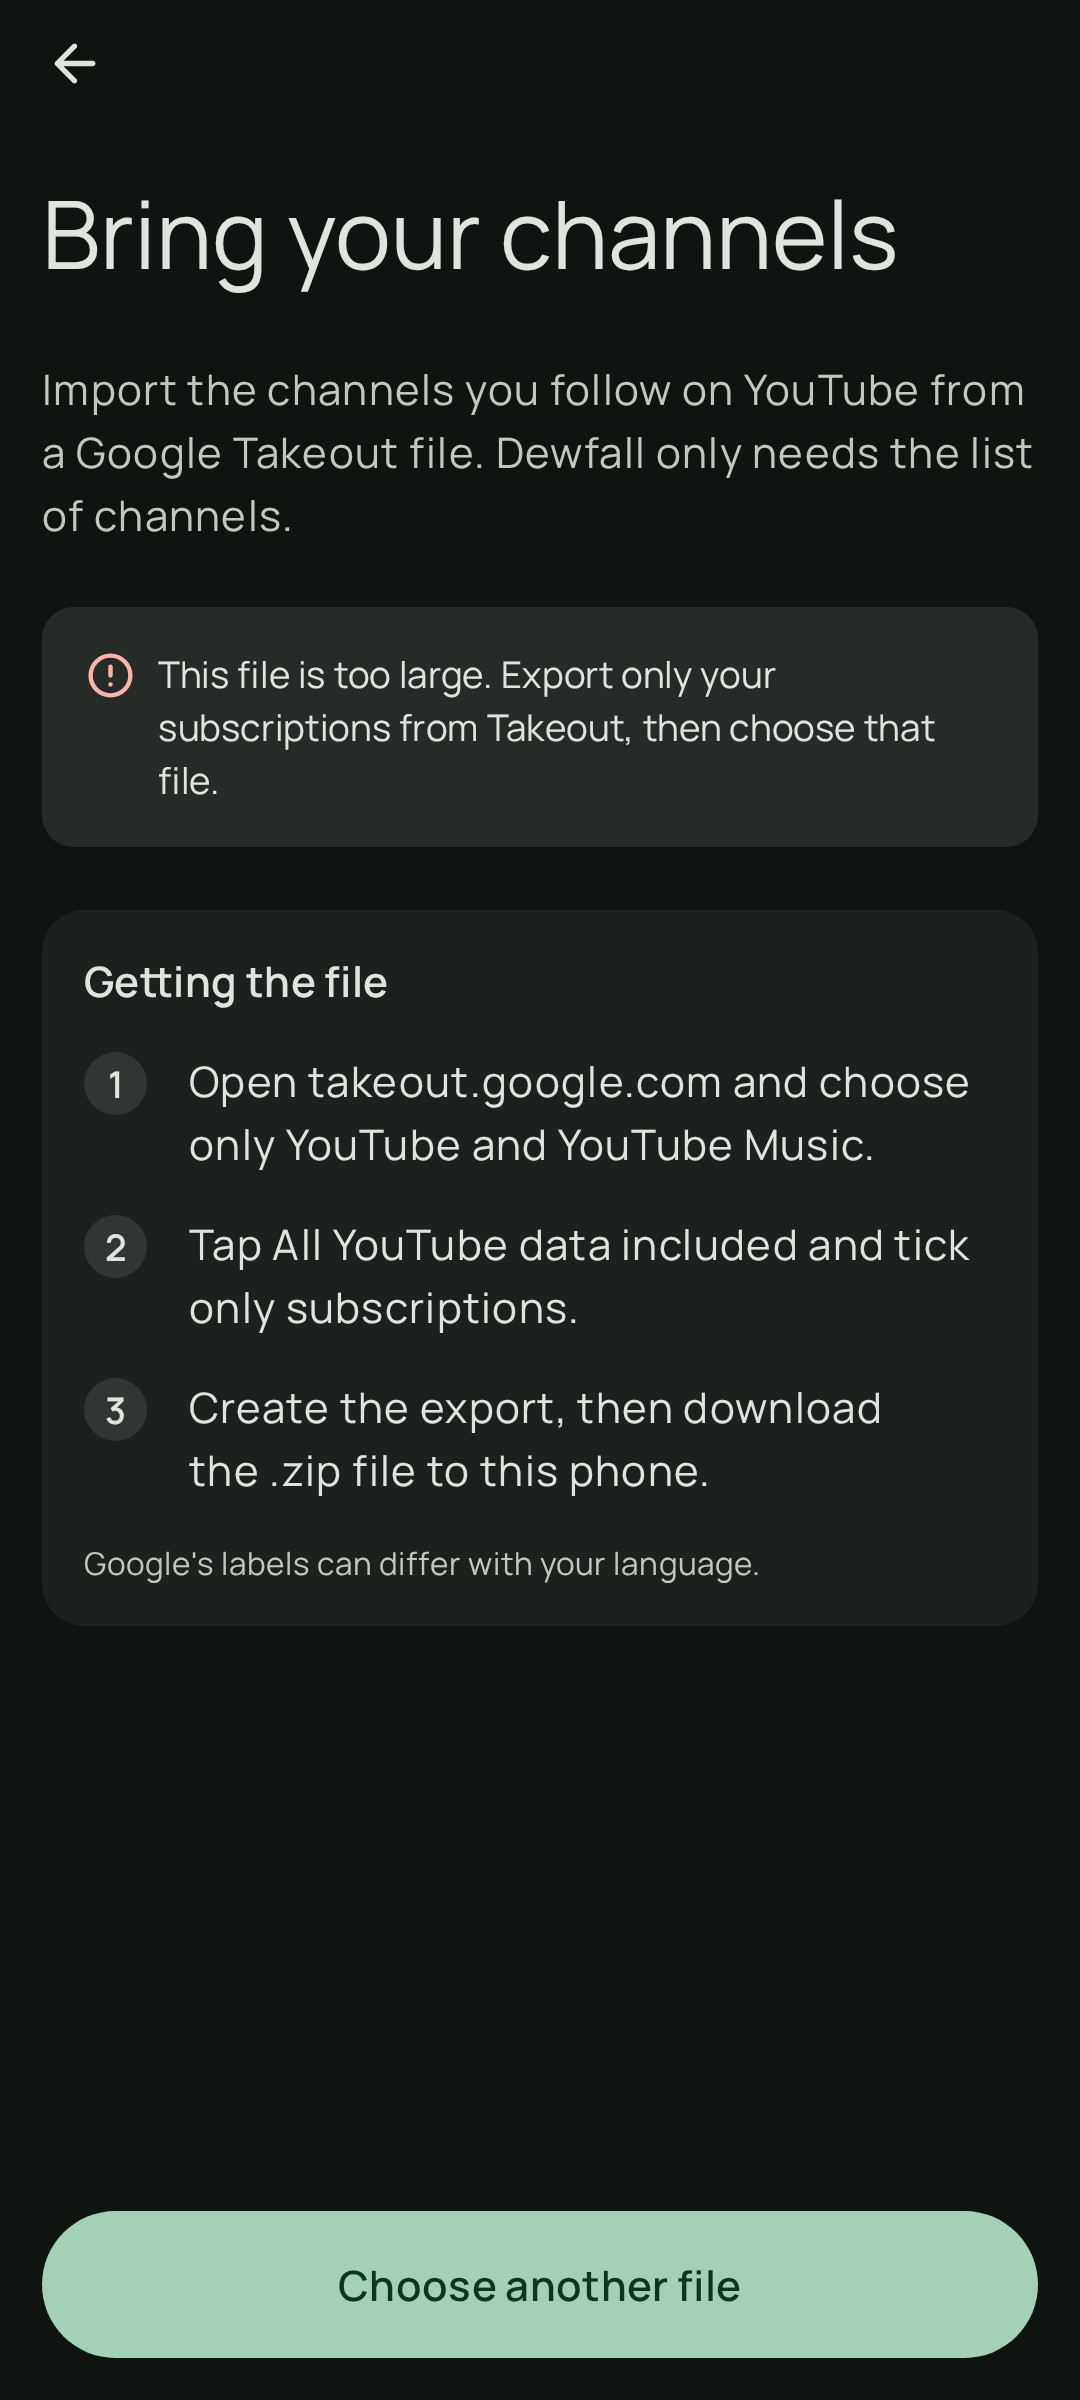 Bring your channels
Import the channels you follow on YouTube from
a Google Takeout file. Dewfall only needs the list
of channels.
This file is too large. Export only your
subscriptions from Takeout, then choose that
file.
Getting the file
1 Open takeout.google.com and choose
only YouTube and YouTube Music.
2 Tap All YouTube data included and tick
only subscriptions.
3 Create the export, then download
the .zip file to this phone.
Google's labels can differ with your language.
Choose another file